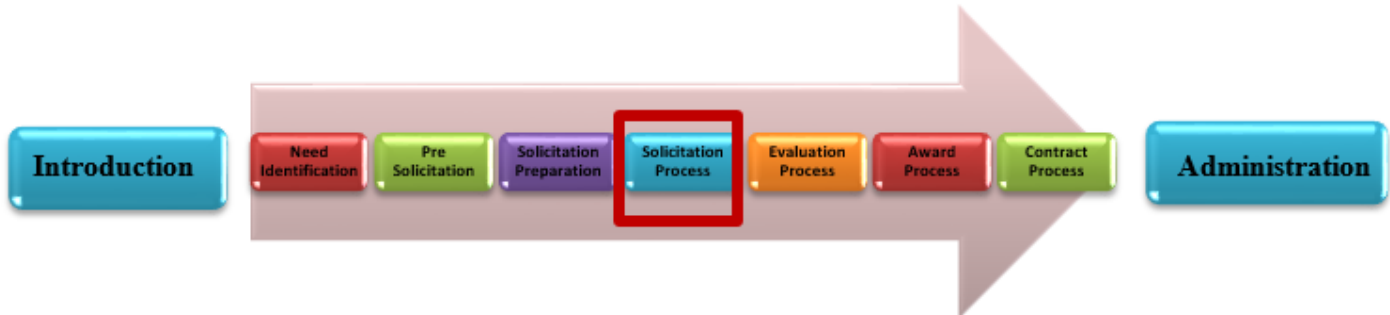 Introduction
Need
Identification
Pre
Solicitation
Solicitation
Preparation
Solicitation
Process
Evaluation
Process
Award
Process
Contract
Process
Administration